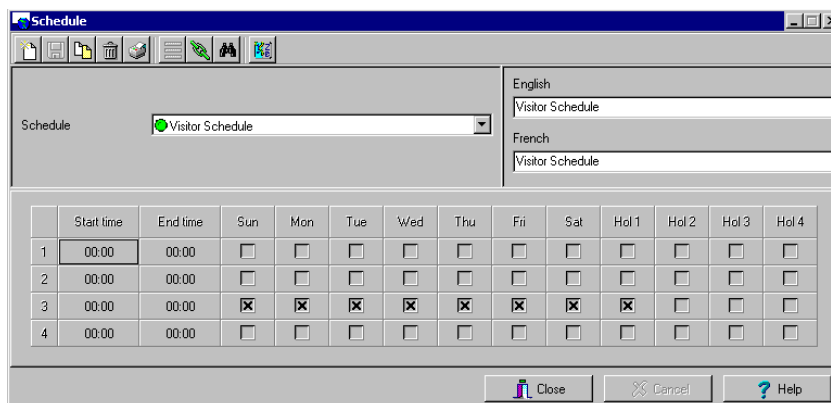 Schedule
English
Visitor Schedule
Schedule Visitor Schedule
French
Visitor Schedule
Start time End time Sun Mon Tue Wed Thu Fri Sat Hol 1 Hol 2 Hol 3 Hol 4
1 00:00 00:00
2 00:00 00:00
3 00:00 00:00
4 00:00 00:00
Close Cancel ? Help